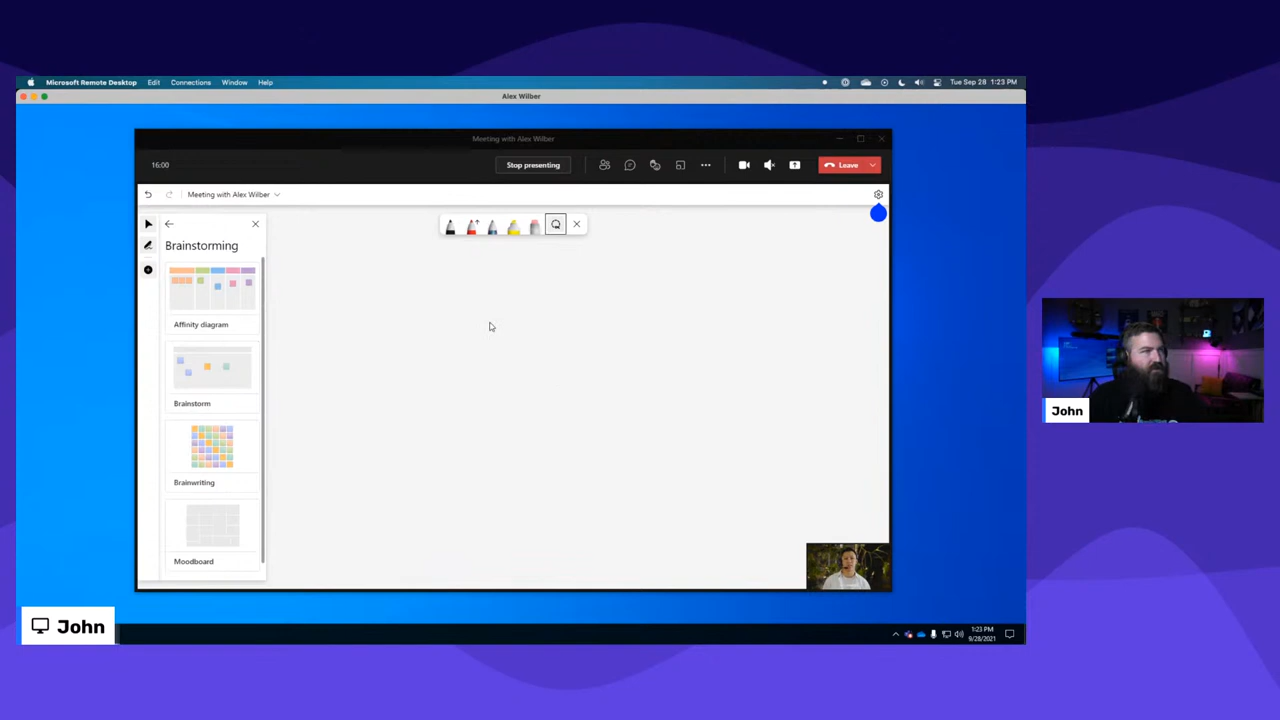 Microsoft Remote Desktop Edit Connections Window Help Tue Sep 28 1:23 PM
Alex Wilber
Meeting with Alex Wilber
16:00 Stop presenting Leave
Meeting with Alex Wilber
Brainstorming
Affinity diagram
Brainstorm
Brainwriting
Moodboard
John
John
1:23 PM
9/28/2021